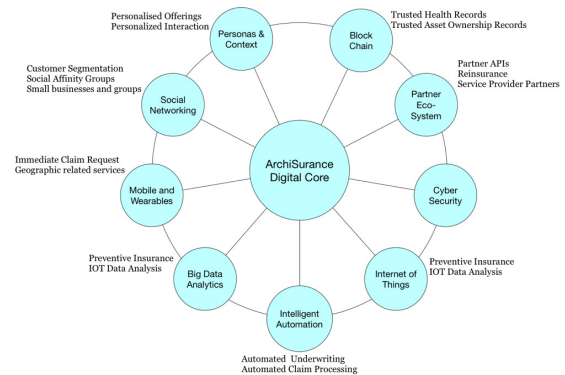 Personalised Offerings
Personalized Interaction
Personas &
Context
Block
Chain
Trusted Health Records
Trusted Asset Ownership Records
Customer Segmentation
Social Affinity Groups
Small businesses and groups
Social
Networking
Partner
Eco-
System
Partner APIs
Reinsurance
Service Provider Partners
ArchiSurance
Digital Core
Immediate Claim Request
Geographic related services
Mobile and
Wearables
Cyber
Security
Preventive Insurance
IOT Data Analysis
Big Data
Analytics
Internet of
Things
Preventive Insurance
IOT Data Analysis
Intelligent
Automation
Automated Underwriting
Automated Claim Processing